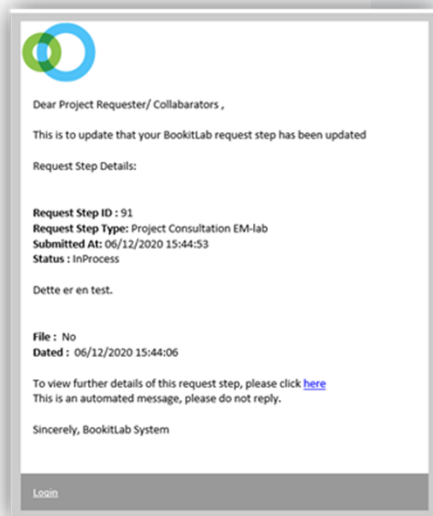 Dear Project Requester/ Collabarators ,
This is to update that your BookitLab request step has been updated
Request Step Details:
Request Step ID : 91
Request Step Type: Project Consultation EM-lab
Submitted At: 06/12/2020 15:44:53
Status : InProcess
Dette er en test.
File : No
Dated : 06/12/2020 15:44:06
To view further details of this request step, please click here
This is an automated message, please do not reply.
Sincerely, BookitLab System
Login